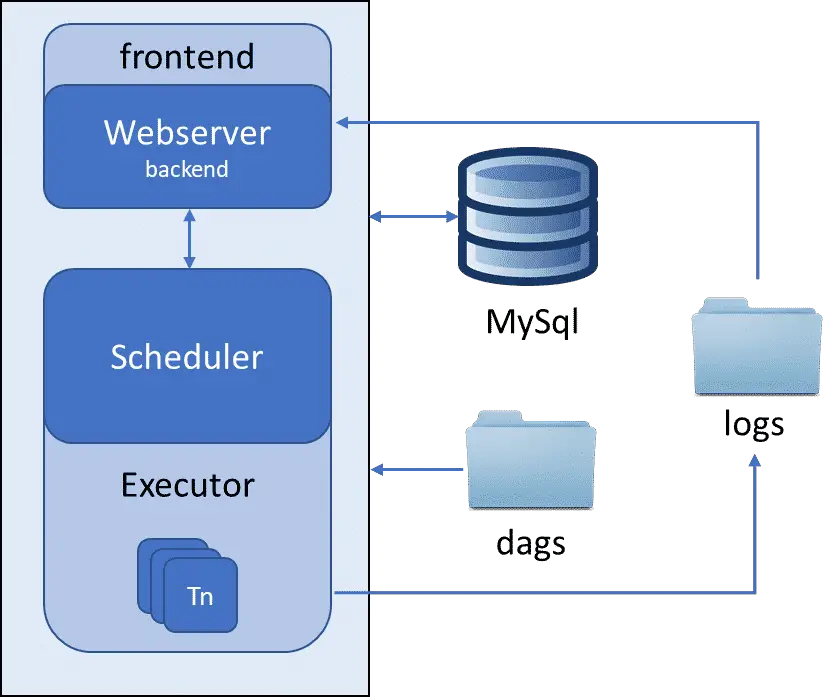 frontend
Webserver
backend
MySql
Scheduler
logs
Executor
dags
Tn